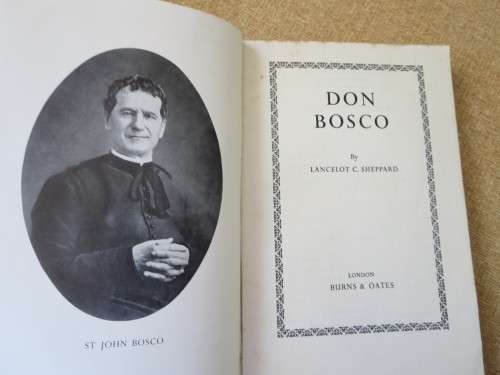 ST JOHN BOSCO
DON
BOSCO
By
LANCELOT C. SHEPPARD
LONDON
BURNS & OATES